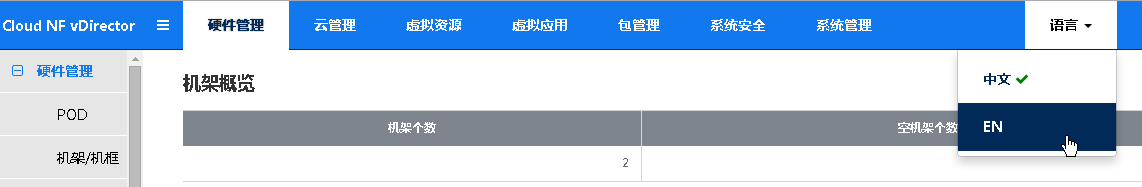 Cloud NF vDirector 硬件管理 云管理 虚拟资源 虚拟应用 包管理 系统安全 系统管理 语言
硬件管理
POD
机架/机框
机架概览
机架个数 空机架个数
2
中文
EN